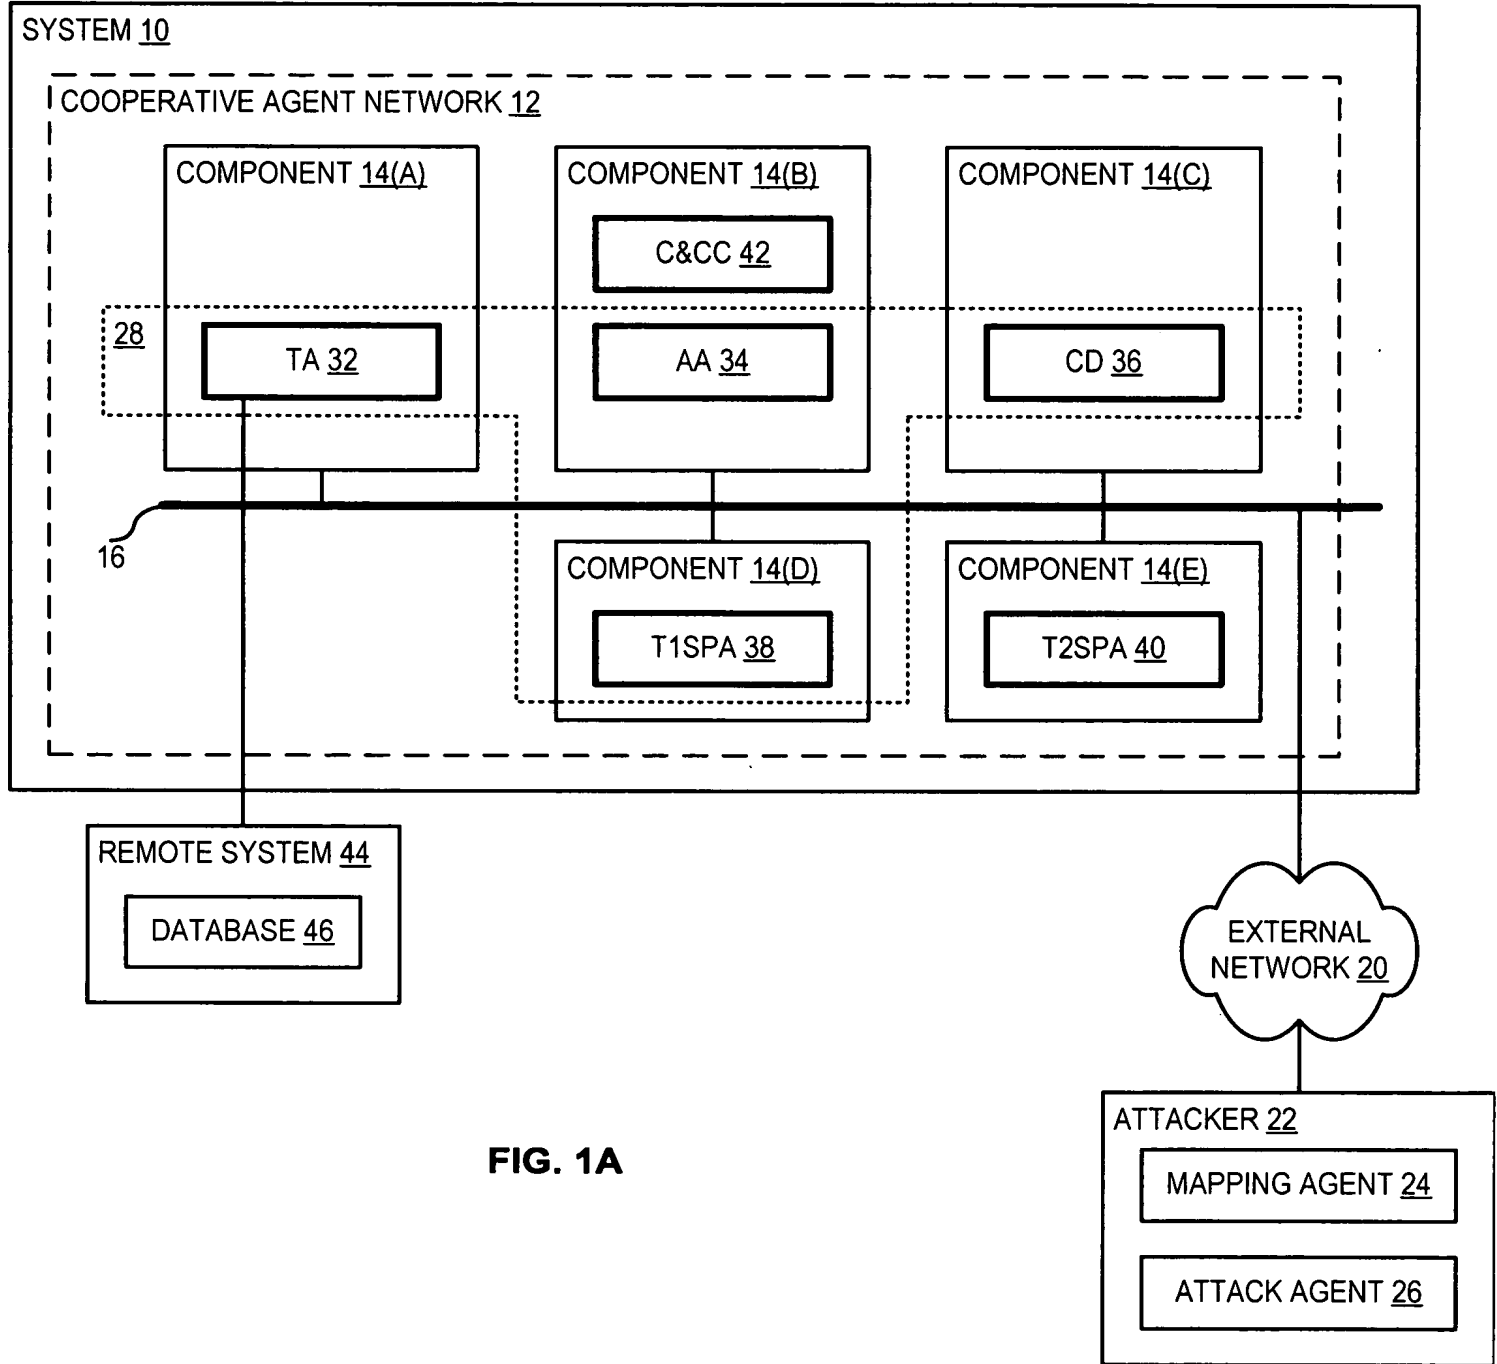 SYSTEM 10
COOPERATIVE AGENT NETWORK 12
COMPONENT 14(A)
COMPONENT 14(B)
COMPONENT 14(C)
C&CC 42
28
TA 32
AA 34
CD 36
16
COMPONENT 14(D)
COMPONENT 14(E)
T1SPA 38
T2SPA 40
REMOTE SYSTEM 44
DATABASE 46
EXTERNAL
NETWORK 20
ATTACKER 22
FIG. 1A
MAPPING AGENT 24
ATTACK AGENT 26